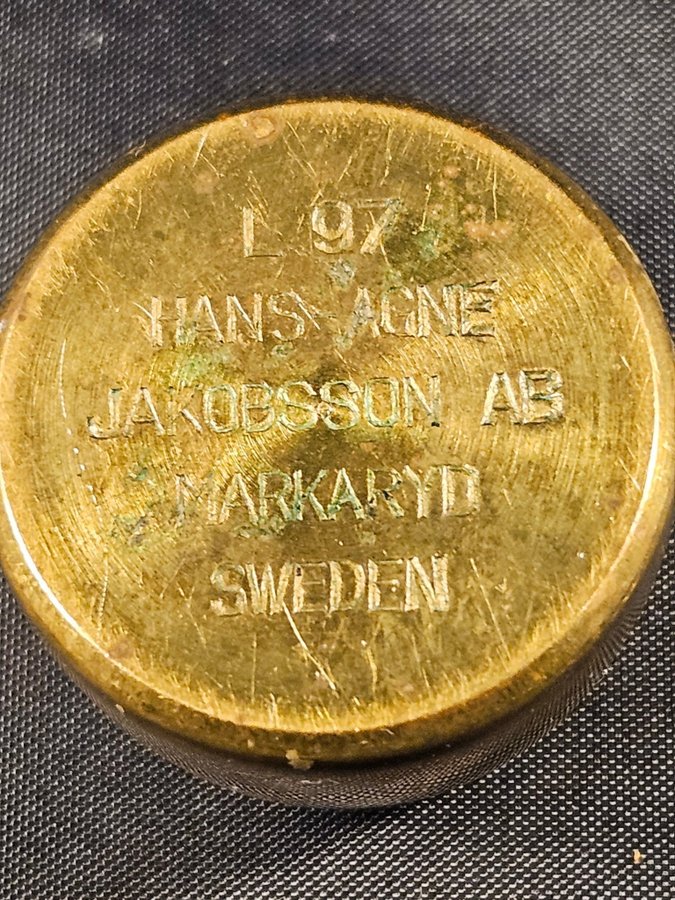 L 97
HANS-AGNE
JAKOBSSON AB
MARKARYD
SWEDEN